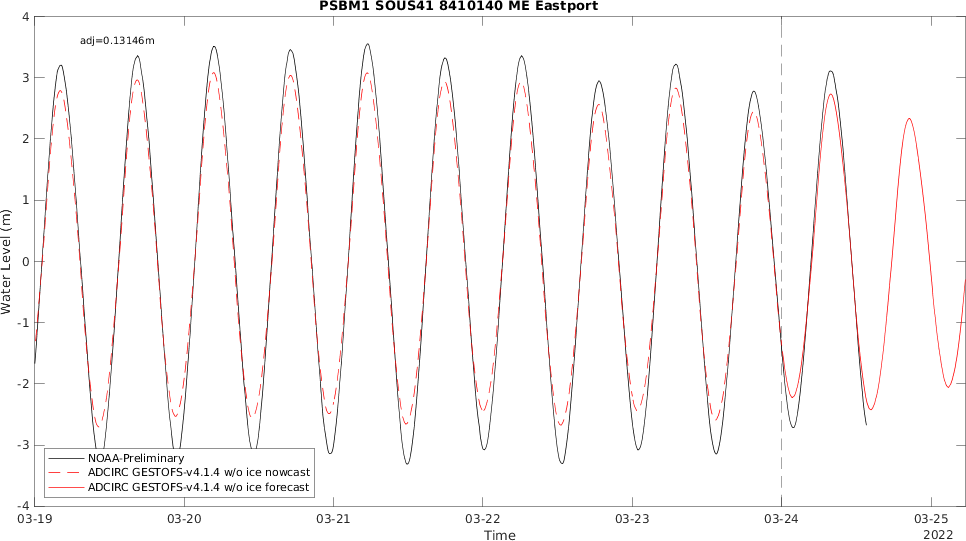 PSBM1 SOUS41 8410140 ME Eastport
adj=0.13146m
4
3
2
1
0
-1
-2
-3
-4
Water Level (m)
NOAA-Preliminary
ADCIRC GESTOFS-v4.1.4 w/o ice nowcast
ADCIRC GESTOFS-v4.1.4 w/o ice forecast
03-19
03-20
03-21
03-22
03-23
03-24
03-25
Time
2022